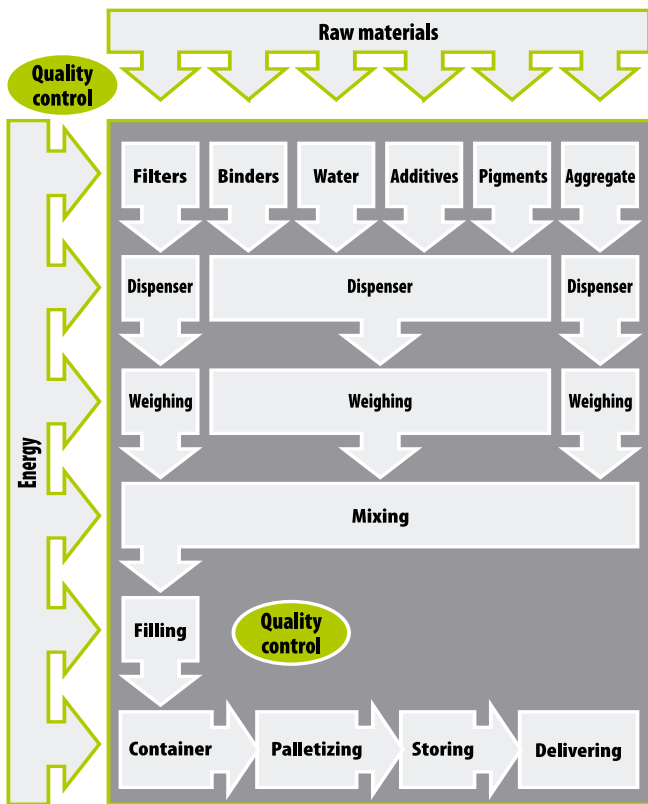 Raw materials
Quality
control
Filters
Binders
Water
Additives
Pigments
Aggregate
Dispenser
Dispenser
Dispenser
Weighing
Weighing
Weighing
Energy
Mixing
Filling
Quality
control
Container
Palletizing
Storing
Delivering